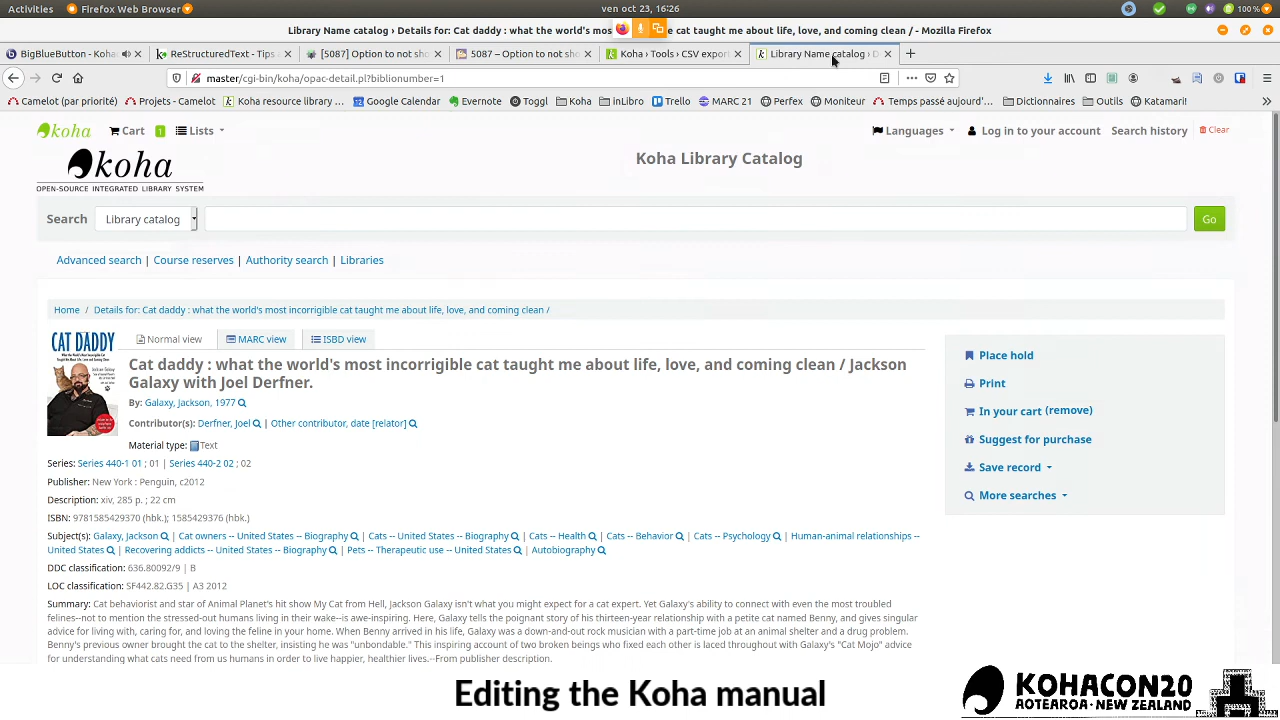 Activities Firefox Web Browser ven oct 23, 16:26 100 %
Library Name catalog › Details for: Cat daddy : what the world's mos e cat taught me about life, love, and coming clean / - Mozilla Firefox
BigBlueButton - Koha ReStructuredText - Tips [5087] Option to not sho 5087 – Option to not sho Koha › Tools › CSV export Library Name catalog › D
master/cgi-bin/koha/opac-detail.pl?biblionumber=1
Camelot (par priorité) Projets - Camelot Koha resource library ... Google Calendar Evernote Toggl Koha inLibro Trello MARC 21 Perfex Moniteur Temps passé aujourd'... Dictionnaires Outils Katamari!
koha Cart 1 Lists Languages Log in to your account Search history Clear
koha
OPEN-SOURCE INTEGRATED LIBRARY SYSTEM
Koha Library Catalog
Search Library catalog Go
Advanced search | Course reserves | Authority search | Libraries
Home / Details for: Cat daddy : what the world's most incorrigible cat taught me about life, love, and coming clean /
CAT DADDY
Normal view MARC view ISBD view
Cat daddy : what the world's most incorrigible cat taught me about life, love, and coming clean / Jackson
Galaxy with Joel Derfner.
By: Galaxy, Jackson, 1977
Contributor(s): Derfner, Joel | Other contributor, date [relator]
Material type: Text
Series: Series 440-1 01 ; 01 | Series 440-2 02 ; 02
Publisher: New York : Penguin, c2012
Description: xiv, 285 p. ; 22 cm
ISBN: 9781585429370 (hbk.); 1585429376 (hbk.)
Subject(s): Galaxy, Jackson | Cat owners -- United States -- Biography | Cats -- United States -- Biography | Cats -- Health | Cats -- Behavior | Cats -- Psychology | Human-animal relationships --
United States | Recovering addicts -- United States -- Biography | Pets -- Therapeutic use -- United States | Autobiography
DDC classification: 636.80092/9 | B
LOC classification: SF442.82.G35 | A3 2012
Summary: Cat behaviorist and star of Animal Planet's hit show My Cat from Hell, Jackson Galaxy isn't what you might expect for a cat expert. Yet Galaxy's ability to connect with even the most troubled
felines--not to mention the stressed-out humans living in their wake--is awe-inspiring. Here, Galaxy tells the poignant story of his thirteen-year relationship with a petite cat named Benny, and gives singular
advice for living with, caring for, and loving the feline in your home. When Benny arrived in his life, Galaxy was a down-and-out rock musician with a part-time job at an animal shelter and a drug problem.
Benny's previous owner brought the cat to the shelter, insisting he was "unbondable." This inspiring account of two broken beings who fixed each other is laced throughout with Galaxy's "Cat Mojo" advice
for understanding what cats need from us humans in order to live happier, healthier lives.--From publisher description.
Place hold
Print
In your cart (remove)
Suggest for purchase
Save record
More searches
Editing the Koha manual
KOHACON20
AOTEAROA · NEW ZEALAND